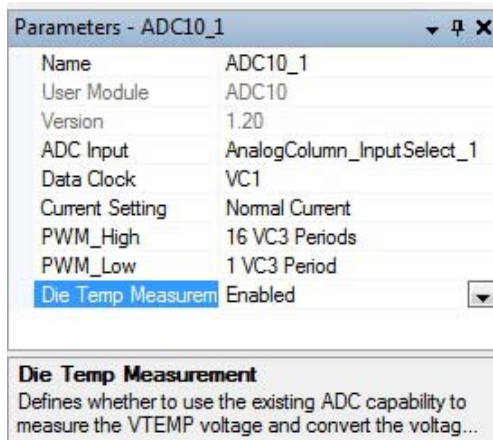 Parameters - ADC10_1
Name ADC10_1
User Module ADC10
Version 1.20
ADC Input AnalogColumn_InputSelect_1
Data Clock VC1
Current Setting Normal Current
PWM_High 16 VC3 Periods
PWM_Low 1 VC3 Period
Die Temp Measurem Enabled
Die Temp Measurement
Defines whether to use the existing ADC capability to
measure the VTEMP voltage and convert the voltag...